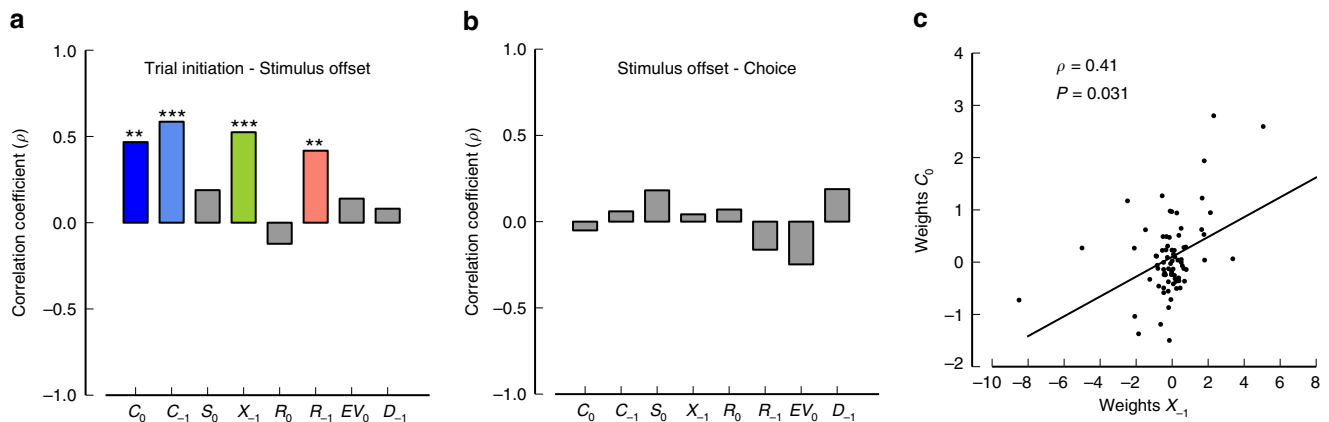 a
Trial initiation - Stimulus offset
Correlation coefficient (ρ)
1.0
0.5
0.0
–0.5
–1.0
** *** *** **
C₀ C₋₁ S₀ X₋₁ R₀ R₋₁ EV₀ D₋₁
b
Stimulus offset - Choice
Correlation coefficient (ρ)
1.0
0.5
0.0
–0.5
–1.0
C₀ C₋₁ S₀ X₋₁ R₀ R₋₁ EV₀ D₋₁
c
ρ = 0.41
P = 0.031
Weights C₀
4
3
2
1
0
–1
–2
–10 –8 –6 –4 –2 0 2 4 6 8
Weights X₋₁